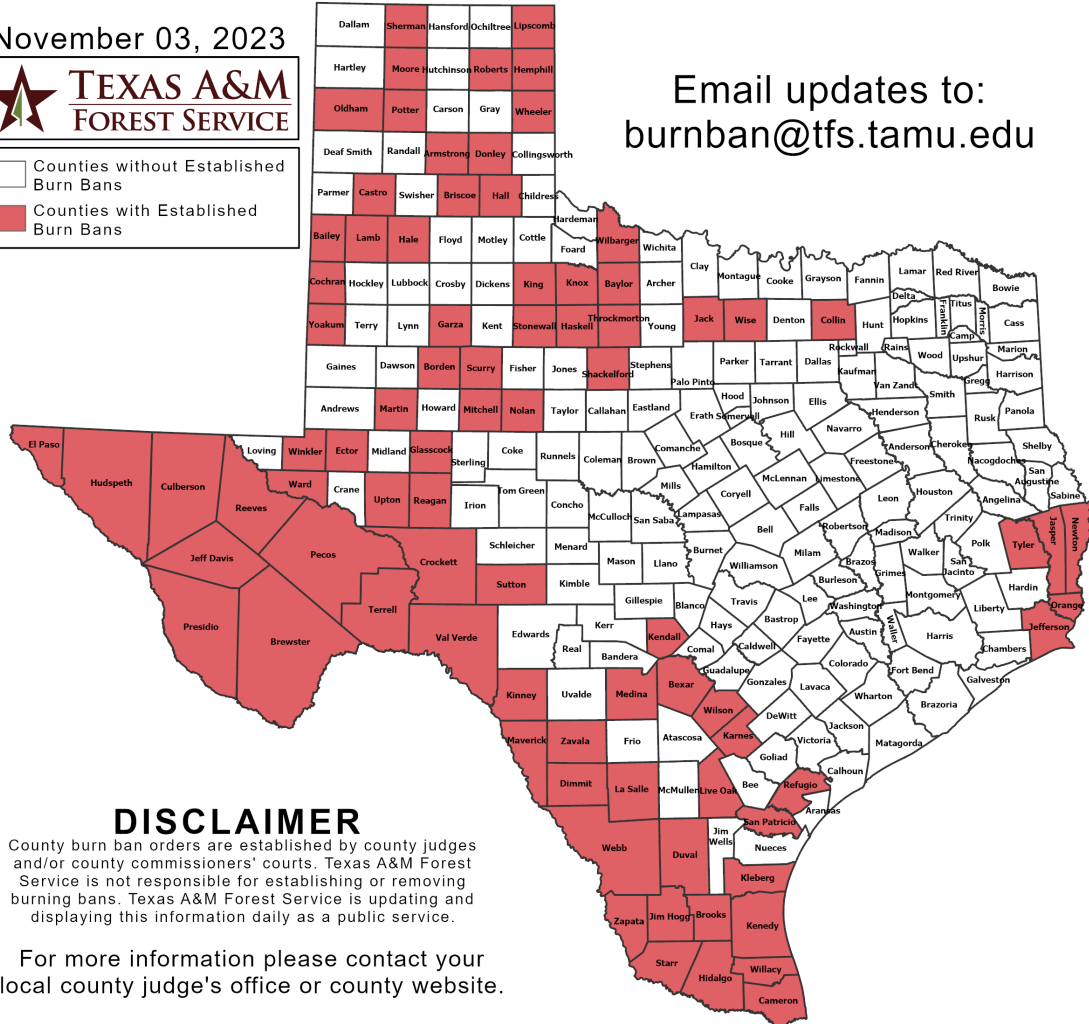 November 03, 2023
TEXAS A&M
FOREST SERVICE
Counties without Established
Burn Bans
Counties with Established
Burn Bans
Email updates to:
burnban@tfs.tamu.edu
Dallam Sherman Hansford Ochiltree Lipscomb
Hartley Moore Hutchinson Roberts Hemphill
Oldham Potter Carson Gray Wheeler
Deaf Smith Randall Armstrong Donley Collingsworth
Parmer Castro Swisher Briscoe Hall Childress
Hardeman
Bailey Lamb Hale Floyd Motley Cottle Foard Wilbarger Wichita
Clay Montague Cooke Grayson Fannin Lamar Red River Bowie
Cochran Hockley Lubbock Crosby Dickens King Knox Baylor Archer
Delta Franklin Titus Morris
Yoakum Terry Lynn Garza Kent Stonewall Haskell Throckmorton Young Jack Wise Denton Collin Hunt Hopkins Camp Cass
Rockwall Rains Wood Upshur Marion
Gaines Dawson Borden Scurry Fisher Jones Shackelford Stephens Palo Pinto Parker Tarrant Dallas Kaufman Van Zandt Gregg Harrison
Smith
Andrews Martin Howard Mitchell Nolan Taylor Callahan Eastland Erath Hood Somervell Johnson Ellis Henderson Rusk Panola
El Paso Loving Winkler Ector Midland Glasscock Sterling Coke Runnels Coleman Brown Comanche Bosque Hill Navarro Anderson Cherokee Shelby
Hamilton Freestone Nacogdoches San
Augustine
Hudspeth Culberson Ward Crane Upton Reagan Irion Tom Green Concho Mills Coryell McLennan Limestone Leon Houston Angelina Sabine
Reeves McCulloch San Saba Lampasas Falls Trinity
Jeff Davis Pecos Crockett Schleicher Menard Burnet Bell Robertson Madison Walker San
Jacinto Polk Tyler Jasper Newton
Mason Llano Williamson Milam Brazos Grimes
Terrell Sutton Kimble Burleson Montgomery Hardin
Presidio Brewster Val Verde Gillespie Blanco Travis Lee Washington Liberty Orange
Edwards Kerr Kendall Hays Bastrop Austin Waller Harris Jefferson
Real Bandera Comal Caldwell Fayette Chambers
Guadalupe Colorado Fort Bend Galveston
Kinney Uvalde Medina Bexar Gonzales Lavaca Wharton Brazoria
Wilson DeWitt Jackson
Maverick Zavala Frio Atascosa Karnes Victoria Matagorda
Goliad Calhoun
Dimmit La Salle McMullen Live Oak Bee Refugio
Aransas
San Patricio
Webb Duval Jim
Wells Nueces
Kleberg
Zapata Jim Hogg Brooks Kenedy
Starr Hidalgo Willacy
Cameron
DISCLAIMER
County burn ban orders are established by county judges
and/or county commissioners' courts. Texas A&M Forest
Service is not responsible for establishing or removing
burning bans. Texas A&M Forest Service is updating and
displaying this information daily as a public service.
For more information please contact your
local county judge's office or county website.